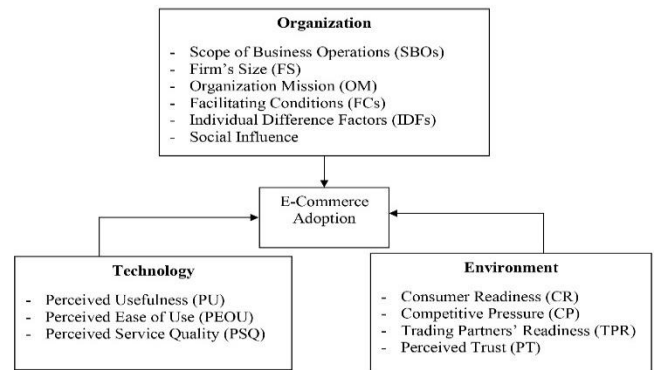 Organization
- Scope of Business Operations (SBOs)
- Firm's Size (FS)
- Organization Mission (OM)
- Facilitating Conditions (FCs)
- Individual Difference Factors (IDFs)
- Social Influence
E-Commerce
Adoption
Technology
- Perceived Usefulness (PU)
- Perceived Ease of Use (PEOU)
- Perceived Service Quality (PSQ)
Environment
- Consumer Readiness (CR)
- Competitive Pressure (CP)
- Trading Partners' Readiness (TPR)
- Perceived Trust (PT)